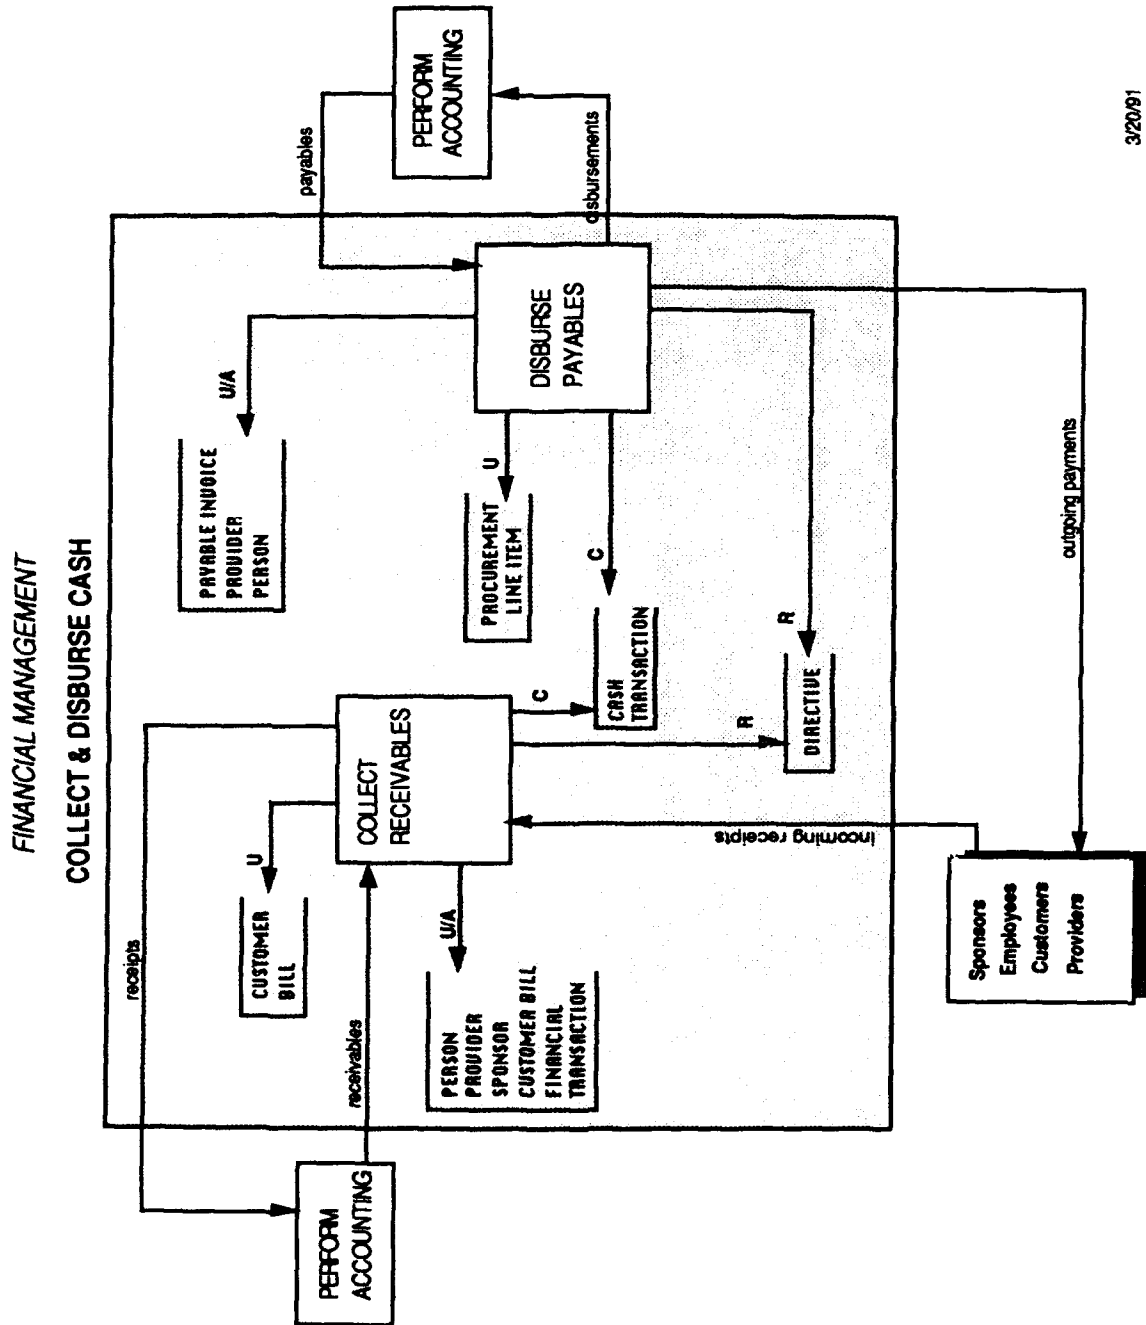 FINANCIAL MANAGEMENT
COLLECT & DISBURSE CASH
receipts
payables
PERFORM
ACCOUNTING
PERFORM
ACCOUNTING
receivables
disbursements
U
CUSTOMER
BILL
COLLECT
RECEIVABLES
U/A
PAYABLE INVOICE
PROVIDER
PERSON
U/A
PERSON
PROVIDER
SPONSOR
CUSTOMER BILL
FINANCIAL
TRANSACTION
U
PROCUREMENT
LINE ITEM
DISBURSE
PAYABLES
C
CASH
TRANSACTION
C
R
DIRECTIVE
R
incoming receipts
outgoing payments
Sponsors
Employees
Customers
Providers
3/20/91